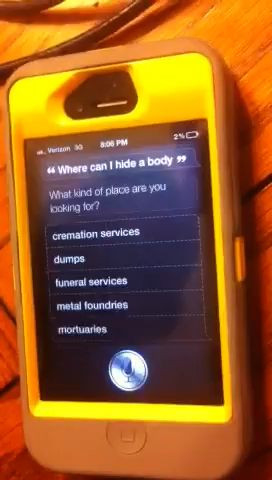 Verizon 3G 8:06 PM 2%
“ Where can I hide a body ”
What kind of place are you
looking for?
cremation services
dumps
funeral services
metal foundries
mortuaries